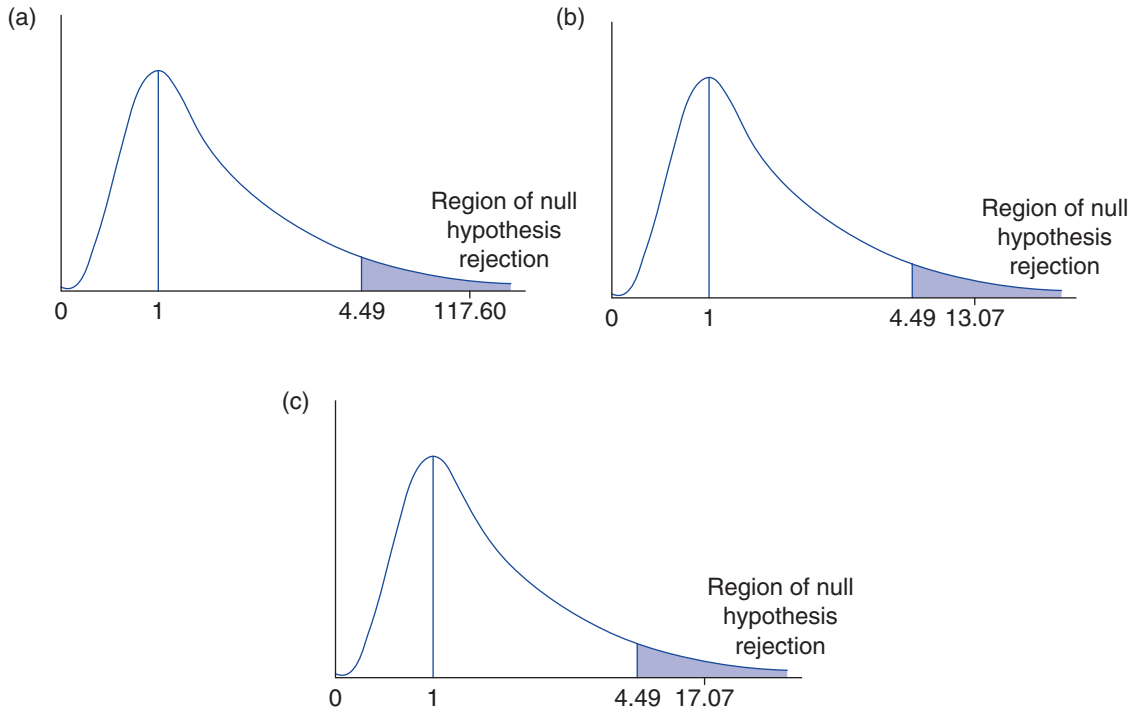 (a)
Region of null
hypothesis
rejection
0 1 4.49 117.60
(b)
Region of null
hypothesis
rejection
0 1 4.49 13.07
(c)
Region of null
hypothesis
rejection
0 1 4.49 17.07